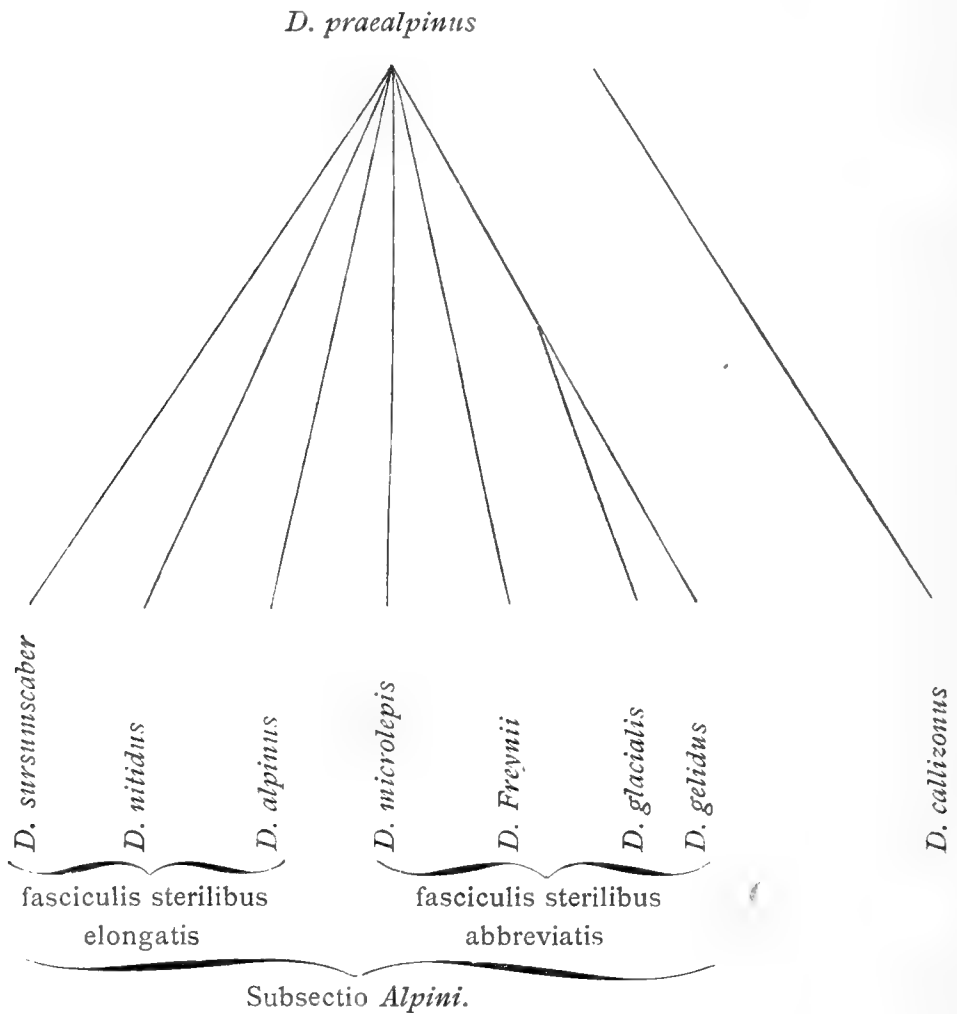 D. praealpinus
D. sursumscaber
D. nitidus
D. alpinus
D. microlepis
D. Freynii
D. glacialis
D. gelidus
D. callizonus
fasciculis sterilibus
elongatis
fasciculis sterilibus
abbreviatis
Subsectio Alpini.